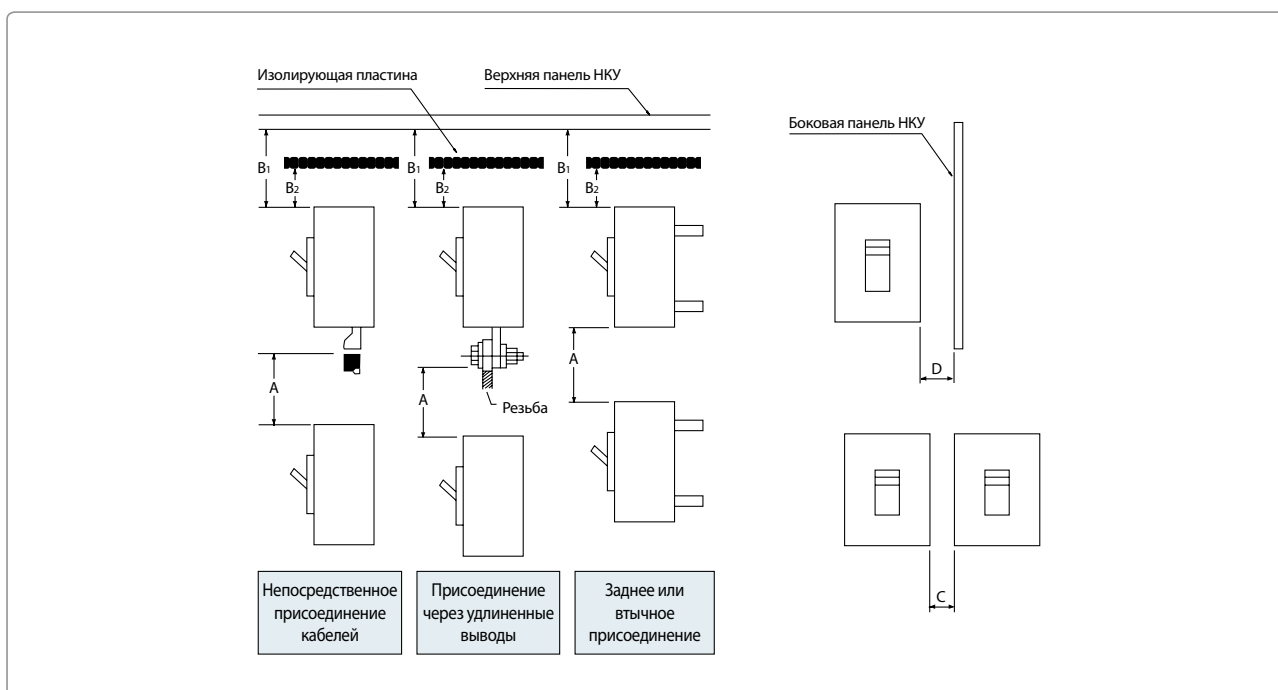 Изолирующая пластина
Верхняя панель НКУ
Боковая панель НКУ
B1
B1
B1
B2
B2
B2
A
A
A
Резьба
D
C
Непосредственное
присоединение
кабелей
Присоединение
через удлиненные
выводы
Заднее или
втычное
присоединение